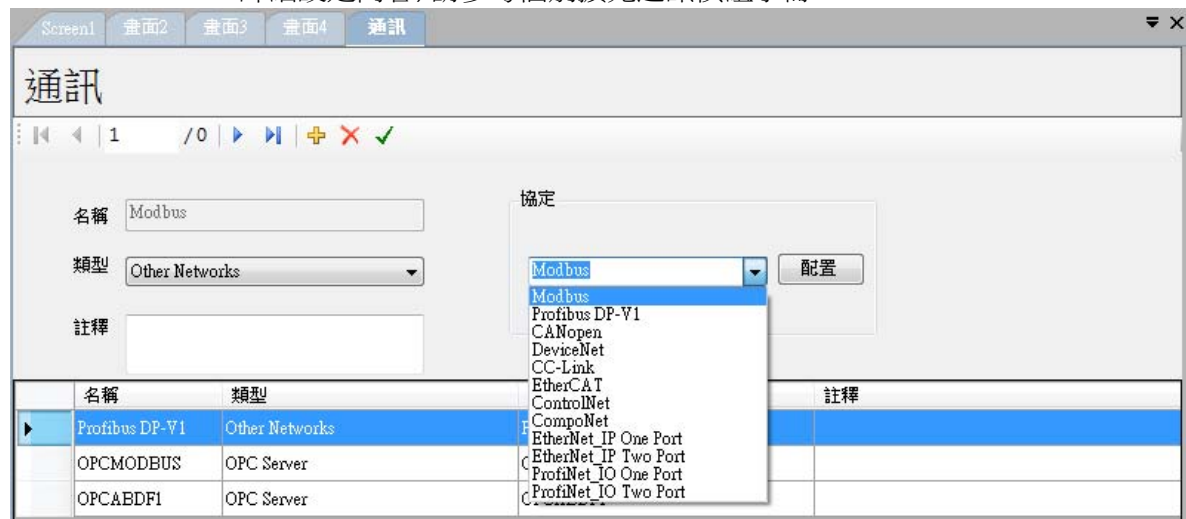 Screen1 畫面2 畫面3 畫面4 通訊
通訊
1 /0
協定
名稱 Modbus
類型 Other Networks
Modbus 配置
Modbus
Profibus DP-V1
CANopen
註釋
DeviceNet
CC-Link
EtherCAT
ControlNet
CompoNet
EtherNet_IP One Port
EtherNet_IP Two Port
ProfiNet_IO One Port
ProfiNet_IO Two Port
名稱 類型 註釋
Profibus DP-V1 Other Networks
OPCMODBUS OPC Server
OPCABDF1 OPC Server